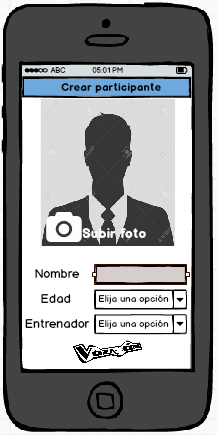 ABC 05:01 PM
Crear participante
Subir foto
Nombre
Edad Elija una opción
Entrenador Elija una opción